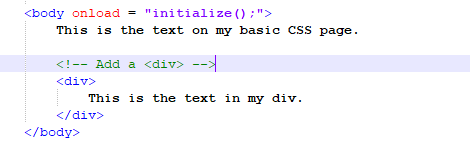 <body onload = "initialize();">
This is the text on my basic CSS page.
<!-- Add a <div> -->
<div>
This is the text in my div.
</div>
</body>